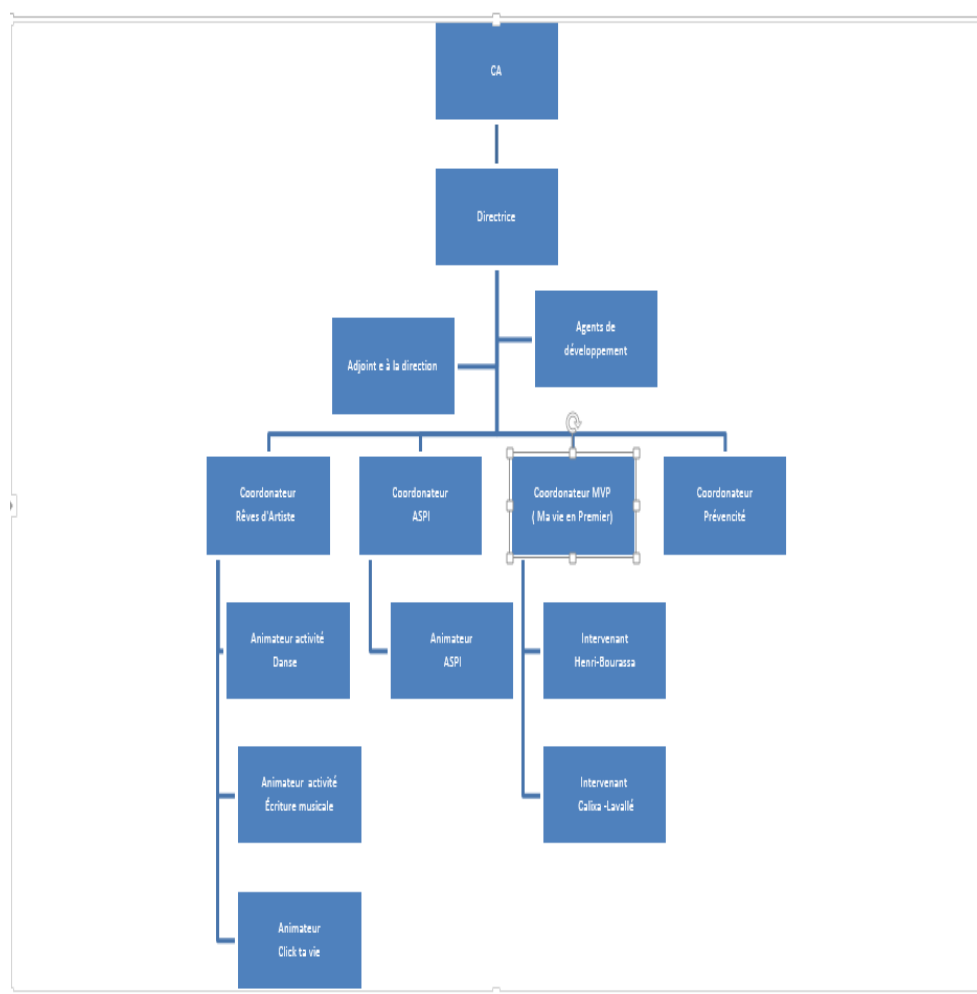 CA
Directrice
Agents de
développement
Adjoint e à la direction
Coordonateur
Rêves d'Artiste
Coordonateur
ASPI
Coordonateur MVP
( Ma vie en Premier)
Coordonateur
Prévencité
Animateur activité
Danse
Animateur
ASPI
Intervenant
Henri-Bourassa
Animateur activité
Écriture musicale
Intervenant
Calixa -Lavallé
Animateur
Click ta vie